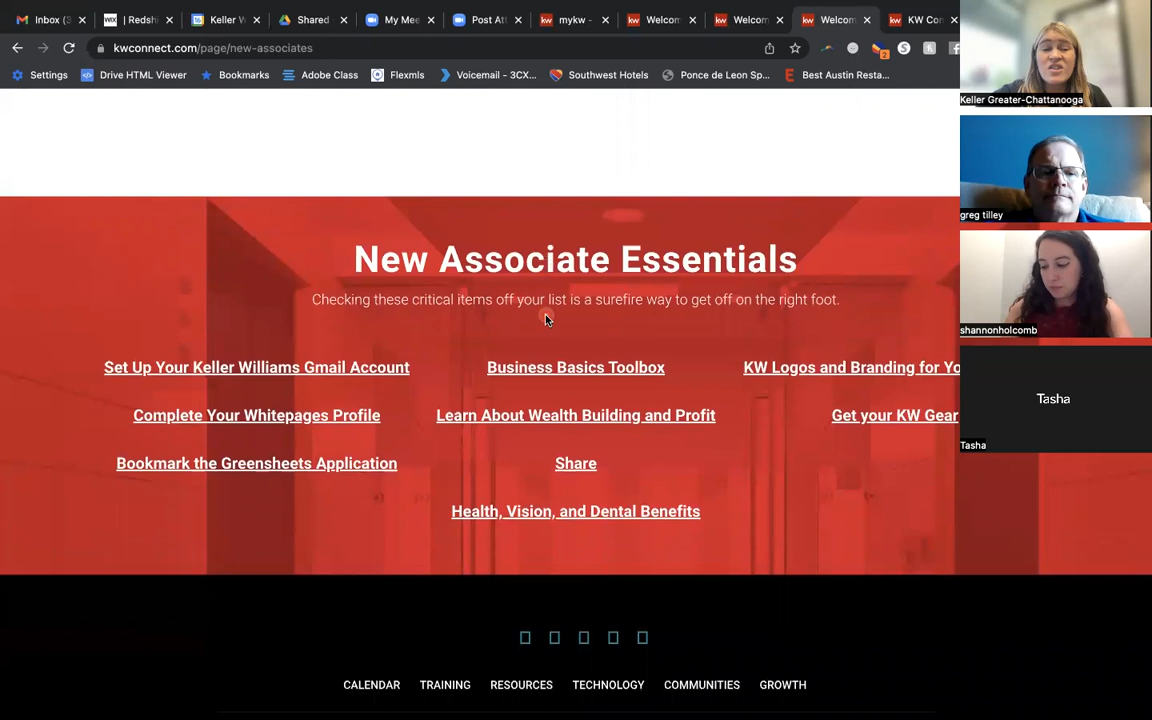 Inbox (3
| Redshi
Keller W
Shared
My Mee
Post Att
mykw -
Welcom
Welcom
Welcom
KW Con
kwconnect.com/page/new-associates
Settings
Drive HTML Viewer
Bookmarks
Adobe Class
Flexmls
Voicemail - 3CX...
Southwest Hotels
Ponce de Leon Sp...
Best Austin Resta...
New Associate Essentials
Checking these critical items off your list is a surefire way to get off on the right foot.
Set Up Your Keller Williams Gmail Account
Business Basics Toolbox
KW Logos and Branding for Yo
Complete Your Whitepages Profile
Learn About Wealth Building and Profit
Get your KW Gear
Bookmark the Greensheets Application
Share
Health, Vision, and Dental Benefits
CALENDAR TRAINING RESOURCES TECHNOLOGY COMMUNITIES GROWTH
Keller Greater-Chattanooga
greg tilley
shannonholcomb
Tasha
Tasha